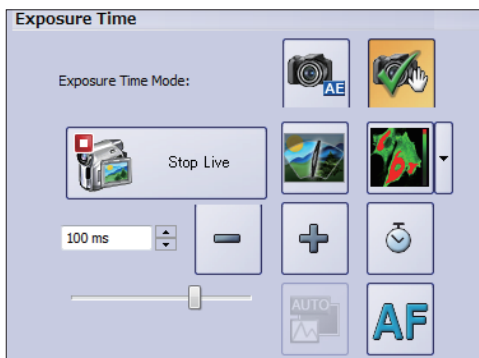 Exposure Time
AE
Exposure Time Mode:
Stop Live
100 ms
AUTO
AF